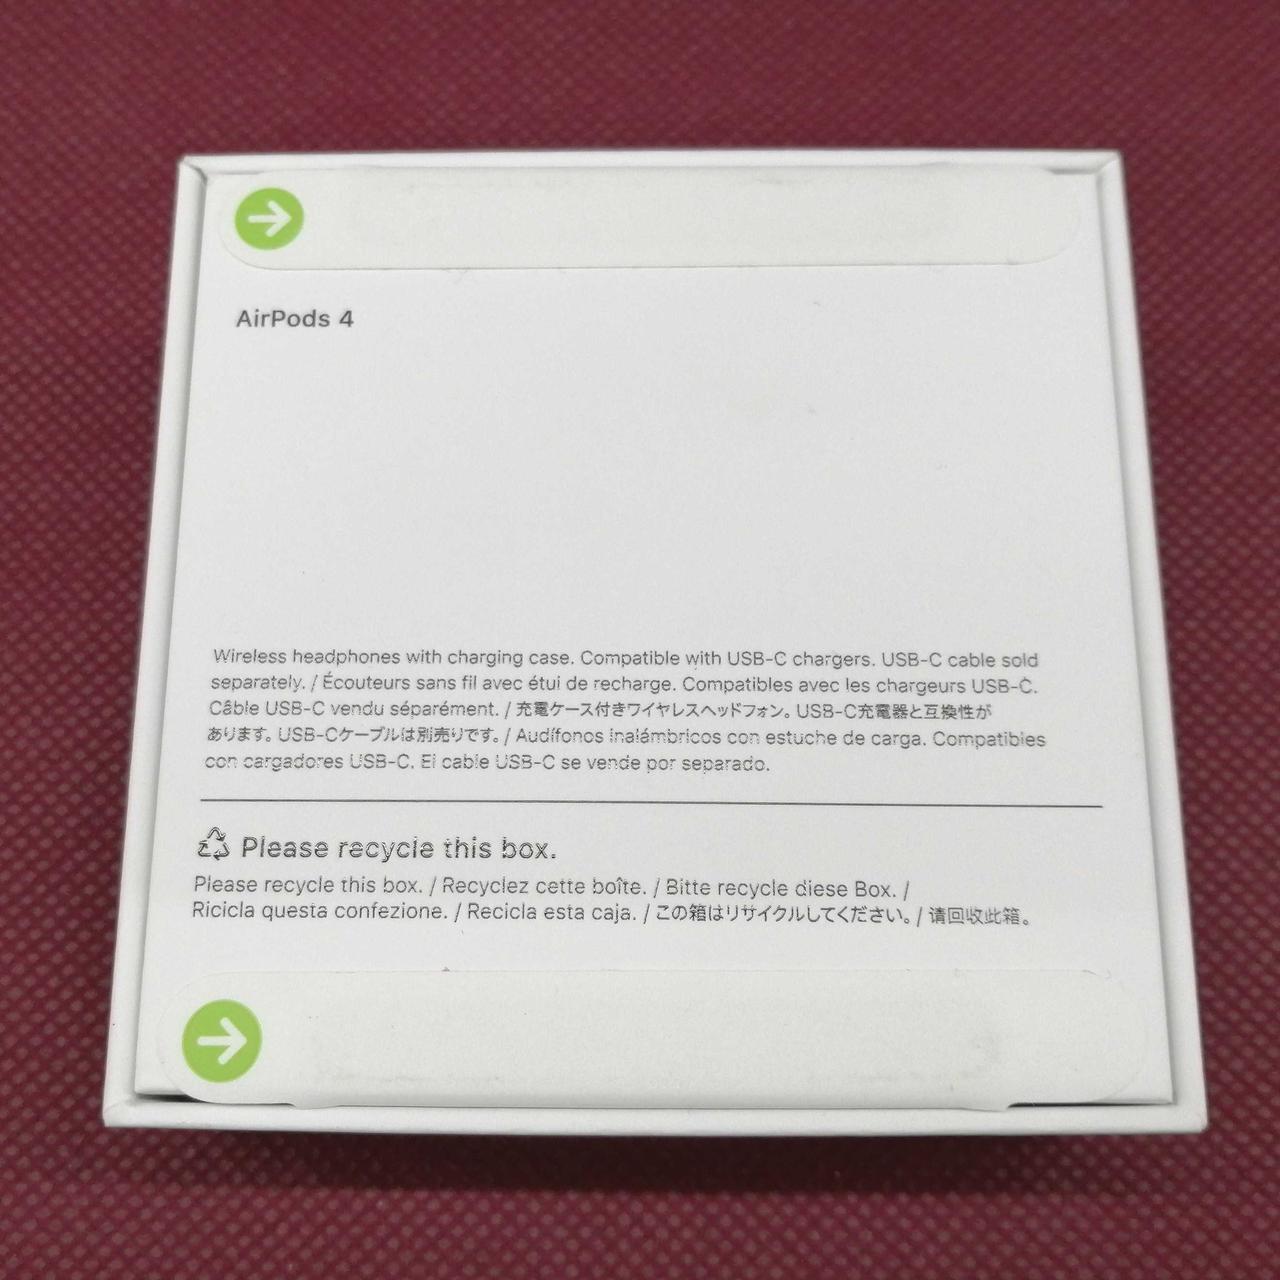 AirPods 4
Wireless headphones with charging case. Compatible with USB-C chargers. USB-C cable sold
separately. / Écouteurs sans fil avec étui de recharge. Compatibles avec les chargeurs USB-C.
Câble USB-C vendu séparément. / 充電ケース付きワイヤレスヘッドフォン。USB-C充電器と互換性が
あります。USB-Cケーブルは別売りです。/ Audífonos inalámbricos con estuche de carga. Compatibles
con cargadores USB-C. El cable USB-C se vende por separado.
Please recycle this box.
Please recycle this box. / Recyclez cette boîte. / Bitte recycle diese Box. /
Ricicla questa confezione. / Recicla esta caja. / この箱はリサイクルしてください。/ 请回收此箱。